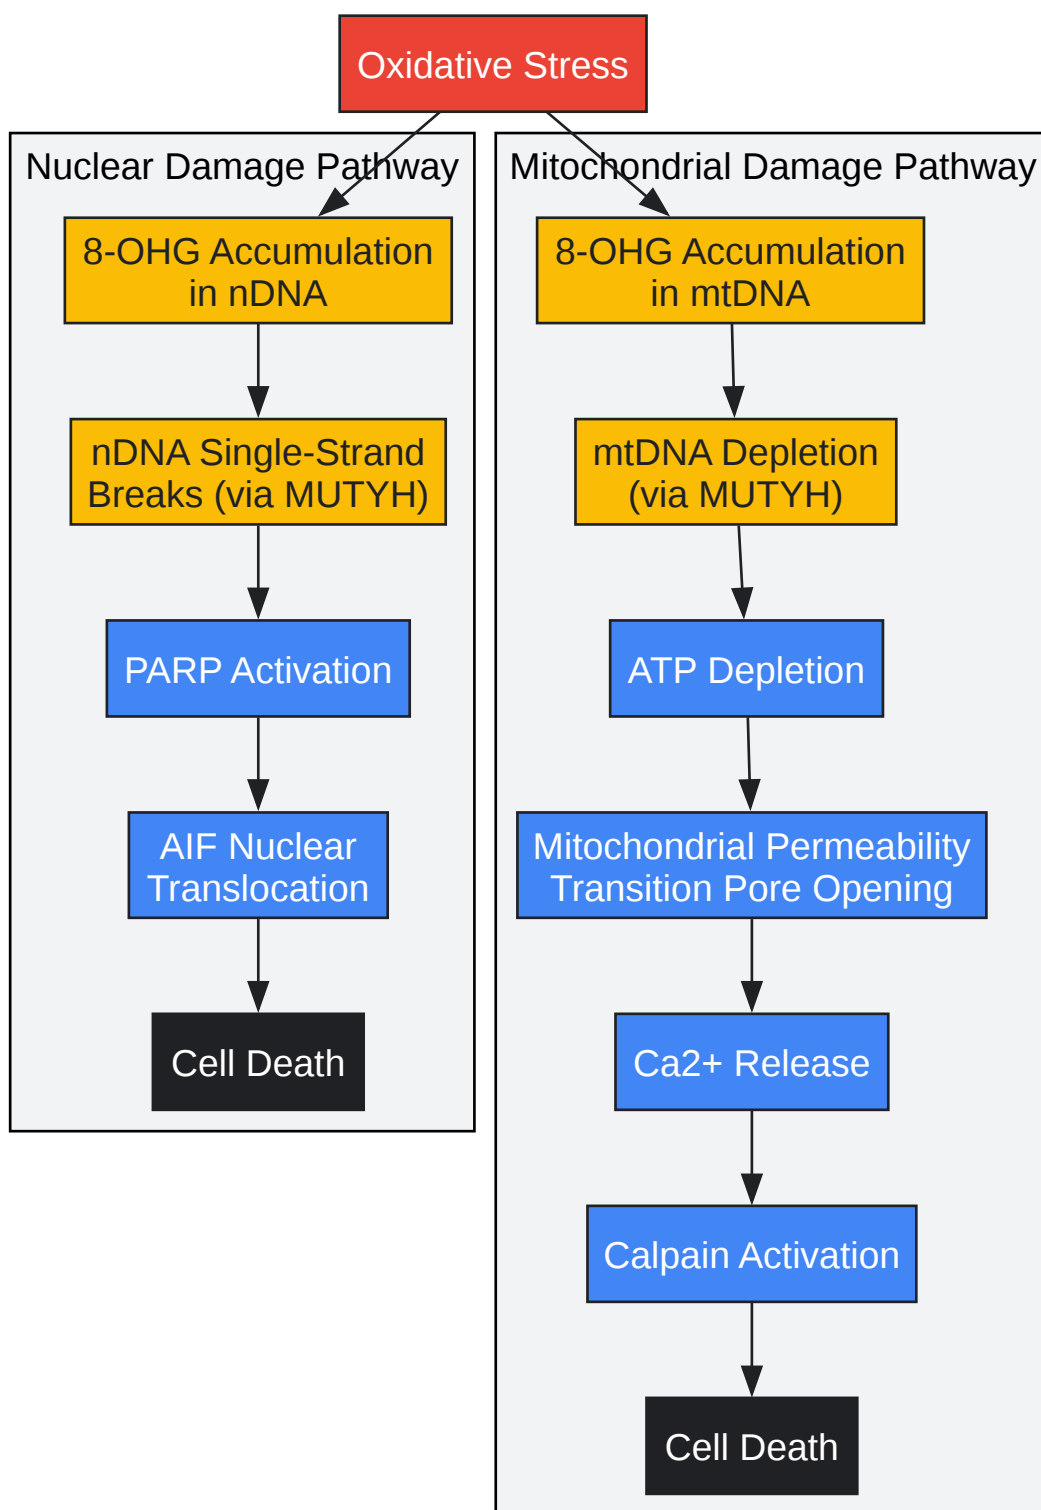 Oxidative Stress
Nuclear Damage Pathway
8-OHG Accumulation
in nDNA
nDNA Single-Strand
Breaks (via MUTYH)
PARP Activation
AIF Nuclear
Translocation
Cell Death
Mitochondrial Damage Pathway
8-OHG Accumulation
in mtDNA
mtDNA Depletion
(via MUTYH)
ATP Depletion
Mitochondrial Permeability
Transition Pore Opening
Ca2+ Release
Calpain Activation
Cell Death